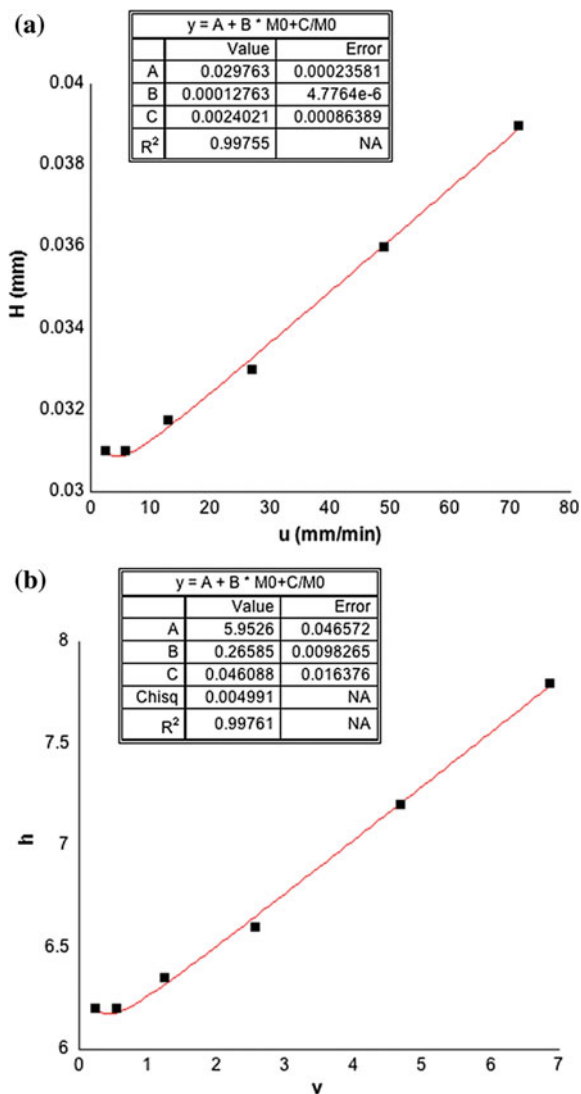 (a)
y = A + B * M0+C/M0
Value Error
A 0.029763 0.00023581
B 0.00012763 4.7764e-6
C 0.0024021 0.00086389
R2 0.99755 NA
0.04
0.038
0.036
0.034
0.032
0.03
H (mm)
0 10 20 30 40 50 60 70 80
u (mm/min)
(b)
y = A + B * M0+C/M0
Value Error
A 5.9526 0.046572
B 0.26585 0.0098265
C 0.046088 0.016376
Chisq 0.004991 NA
R2 0.99761 NA
8
7.5
7
6.5
6
h
0 1 2 3 4 5 6 7
v